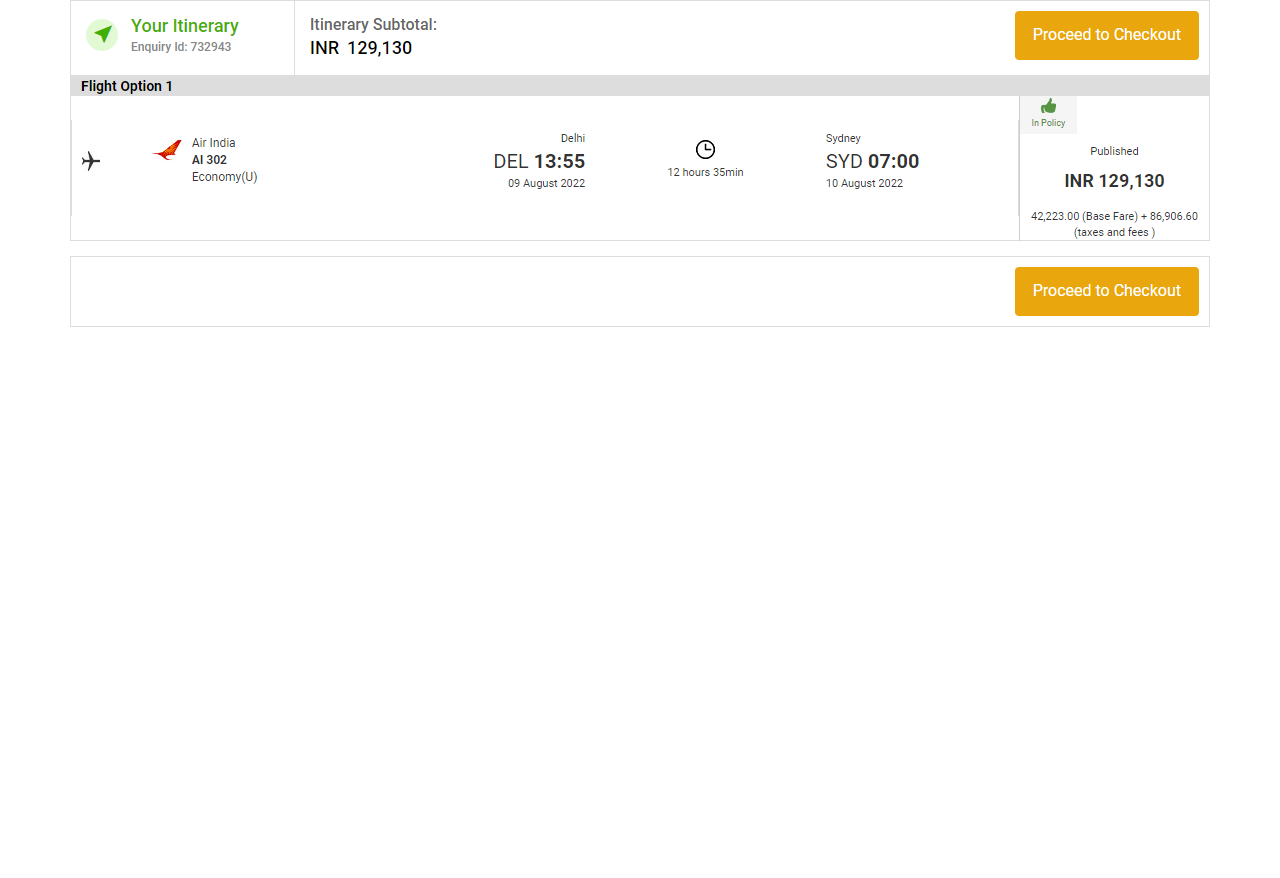 Your Itinerary
Enquiry Id: 732943
Itinerary Subtotal:
INR 129,130
Proceed to Checkout
Flight Option 1
Air India
AI 302
Economy(U)
Delhi
DEL 13:55
09 August 2022
12 hours 35min
Sydney
SYD 07:00
10 August 2022
In Policy
Published
INR 129,130
42,223.00 (Base Fare) + 86,906.60
(taxes and fees )
Proceed to Checkout